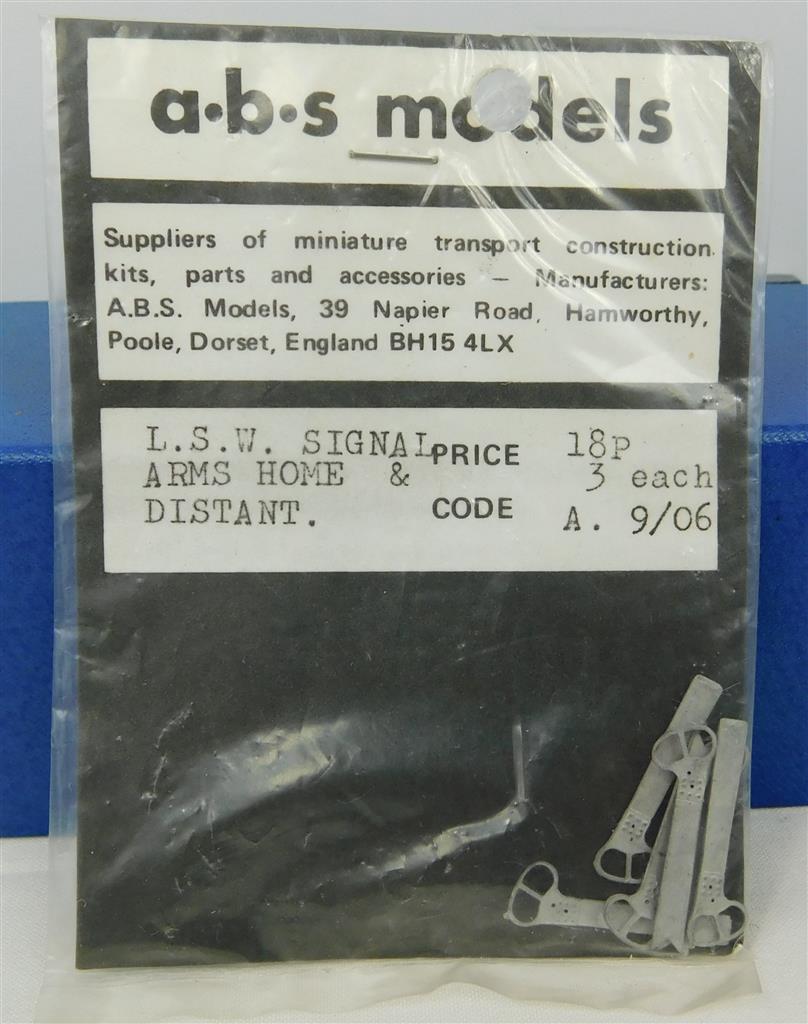 a·b·s models
Suppliers of miniature transport construction
kits, parts and accessories — Manufacturers:
A.B.S. Models, 39 Napier Road, Hamworthy,
Poole, Dorset, England BH15 4LX
L.S.W. SIGNAL PRICE 18P
ARMS HOME & 3 each
DISTANT. CODE A. 9/06